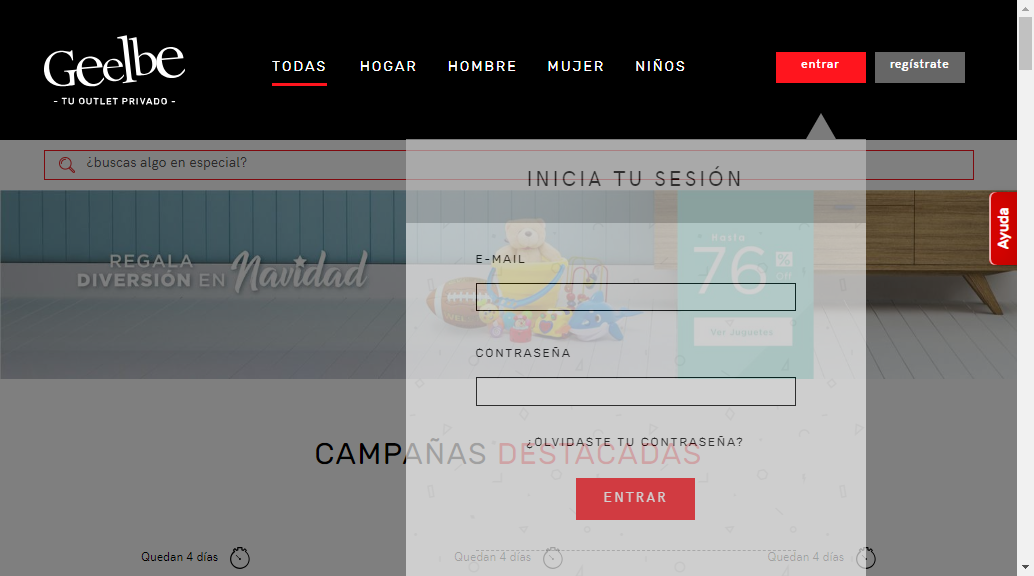 Geelbe
- TU OUTLET PRIVADO -
TODAS HOGAR HOMBRE MUJER NIÑOS
entrar regístrate
¿buscas algo en especial?
INICIA TU SESIÓN
Ayuda
REGALA
DIVERSIÓN EN Navidad
Hasta
76%
Ver Juguetes
E-MAIL
CONTRASEÑA
¿OLVIDASTE TU CONTRASEÑA?
CAMPAÑAS DESTACADAS
ENTRAR
Quedan 4 días Quedan 4 días Quedan 4 días